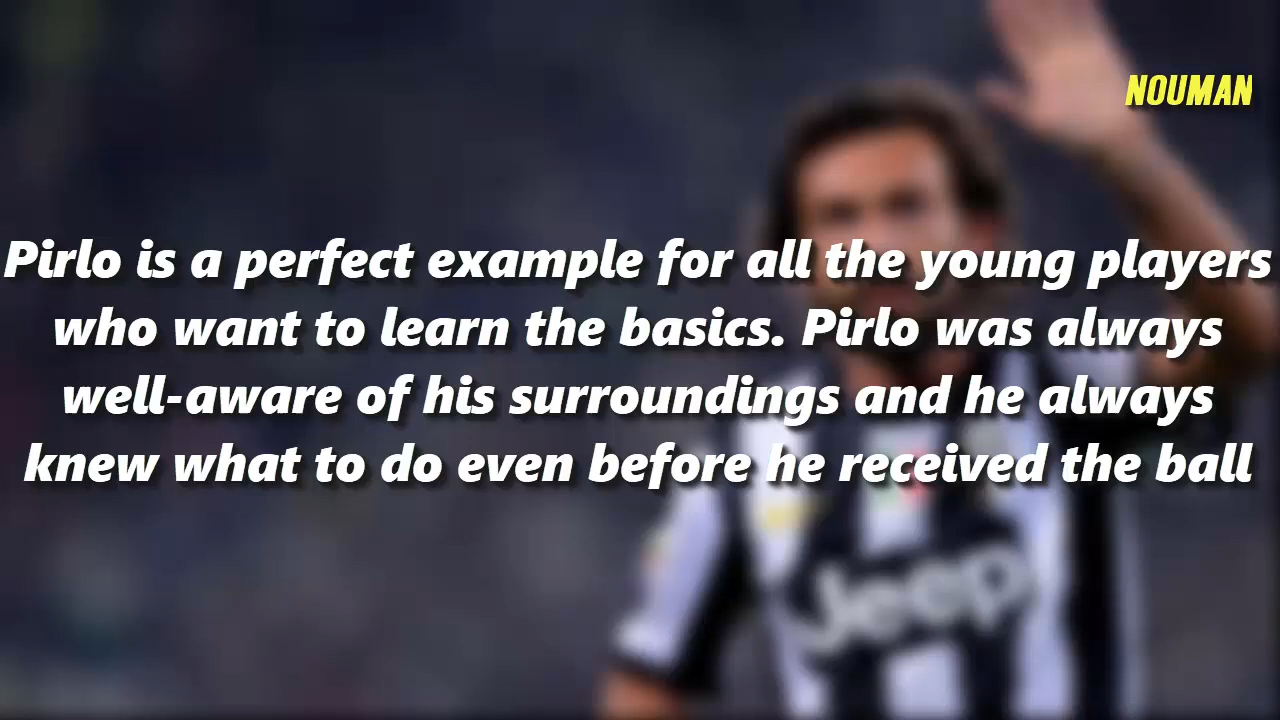 NOUMAN
Pirlo is a perfect example for all the young players
who want to learn the basics. Pirlo was always
well-aware of his surroundings and he always
knew what to do even before he received the ball
Jeep